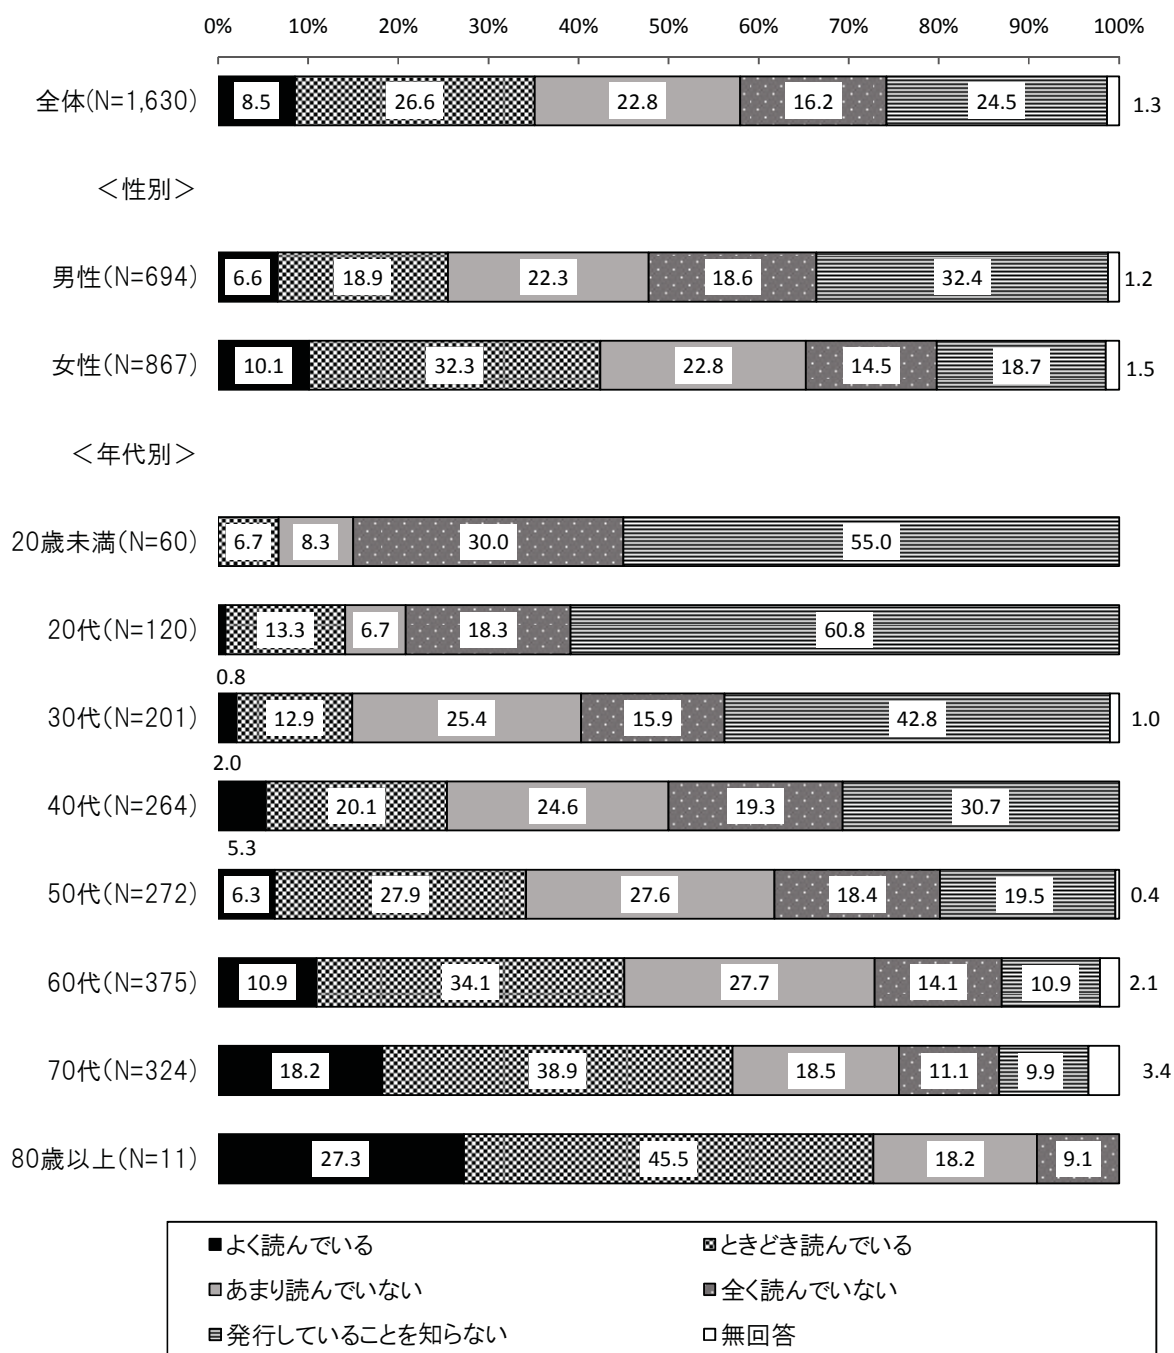 0% 10% 20% 30% 40% 50% 60% 70% 80% 90% 100%
全体(N=1,630) 8.5 26.6 22.8 16.2 24.5 1.3
＜性別＞
男性(N=694) 6.6 18.9 22.3 18.6 32.4 1.2
女性(N=867) 10.1 32.3 22.8 14.5 18.7 1.5
＜年代別＞
20歳未満(N=60) 6.7 8.3 30.0 55.0
20代(N=120) 13.3 6.7 18.3 60.8
0.8
30代(N=201) 12.9 25.4 15.9 42.8 1.0
2.0
40代(N=264) 20.1 24.6 19.3 30.7
5.3
50代(N=272) 6.3 27.9 27.6 18.4 19.5 0.4
60代(N=375) 10.9 34.1 27.7 14.1 10.9 2.1
70代(N=324) 18.2 38.9 18.5 11.1 9.9 3.4
80歳以上(N=11) 27.3 45.5 18.2 9.1
よく読んでいる ときどき読んでいる
あまり読んでいない 全く読んでいない
発行していることを知らない 無回答